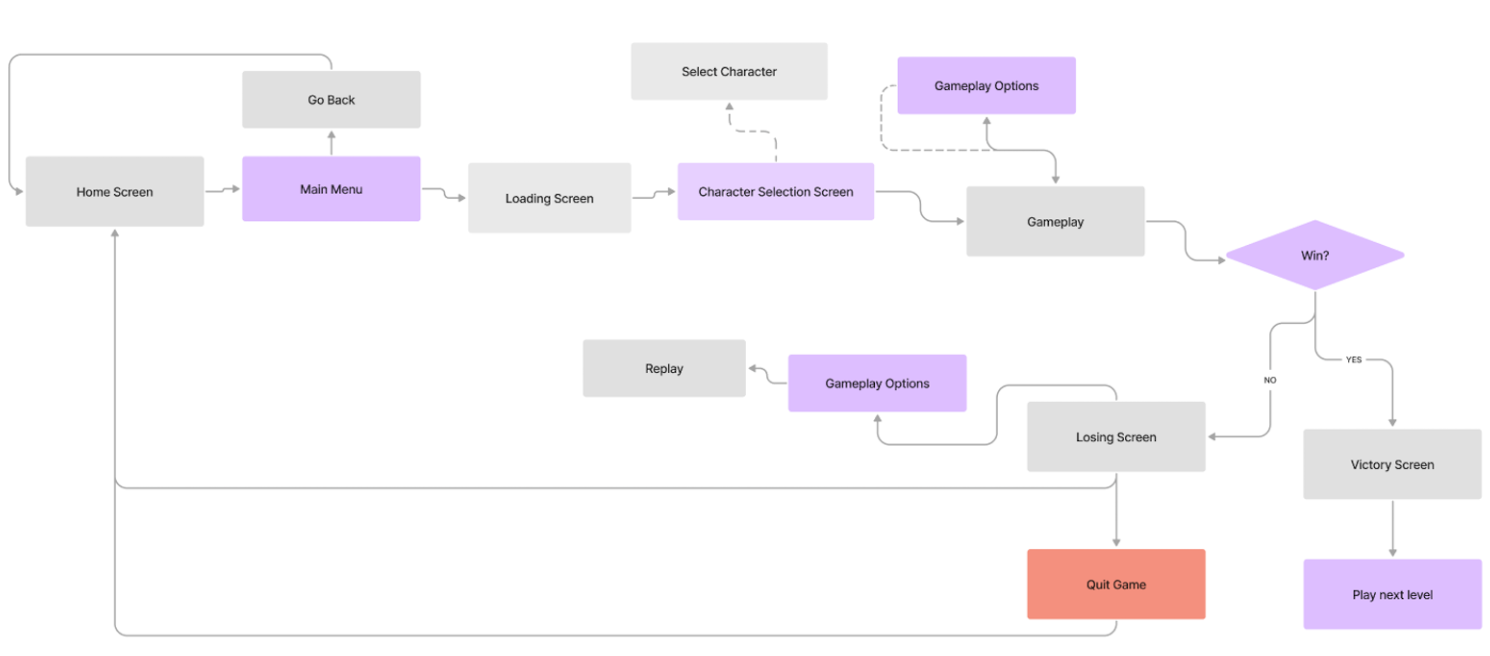 Select Character
Gameplay Options
Go Back
Home Screen
Main Menu
Loading Screen
Character Selection Screen
Gameplay
Win?
YES
NO
Replay
Gameplay Options
Losing Screen
Victory Screen
Quit Game
Play next level